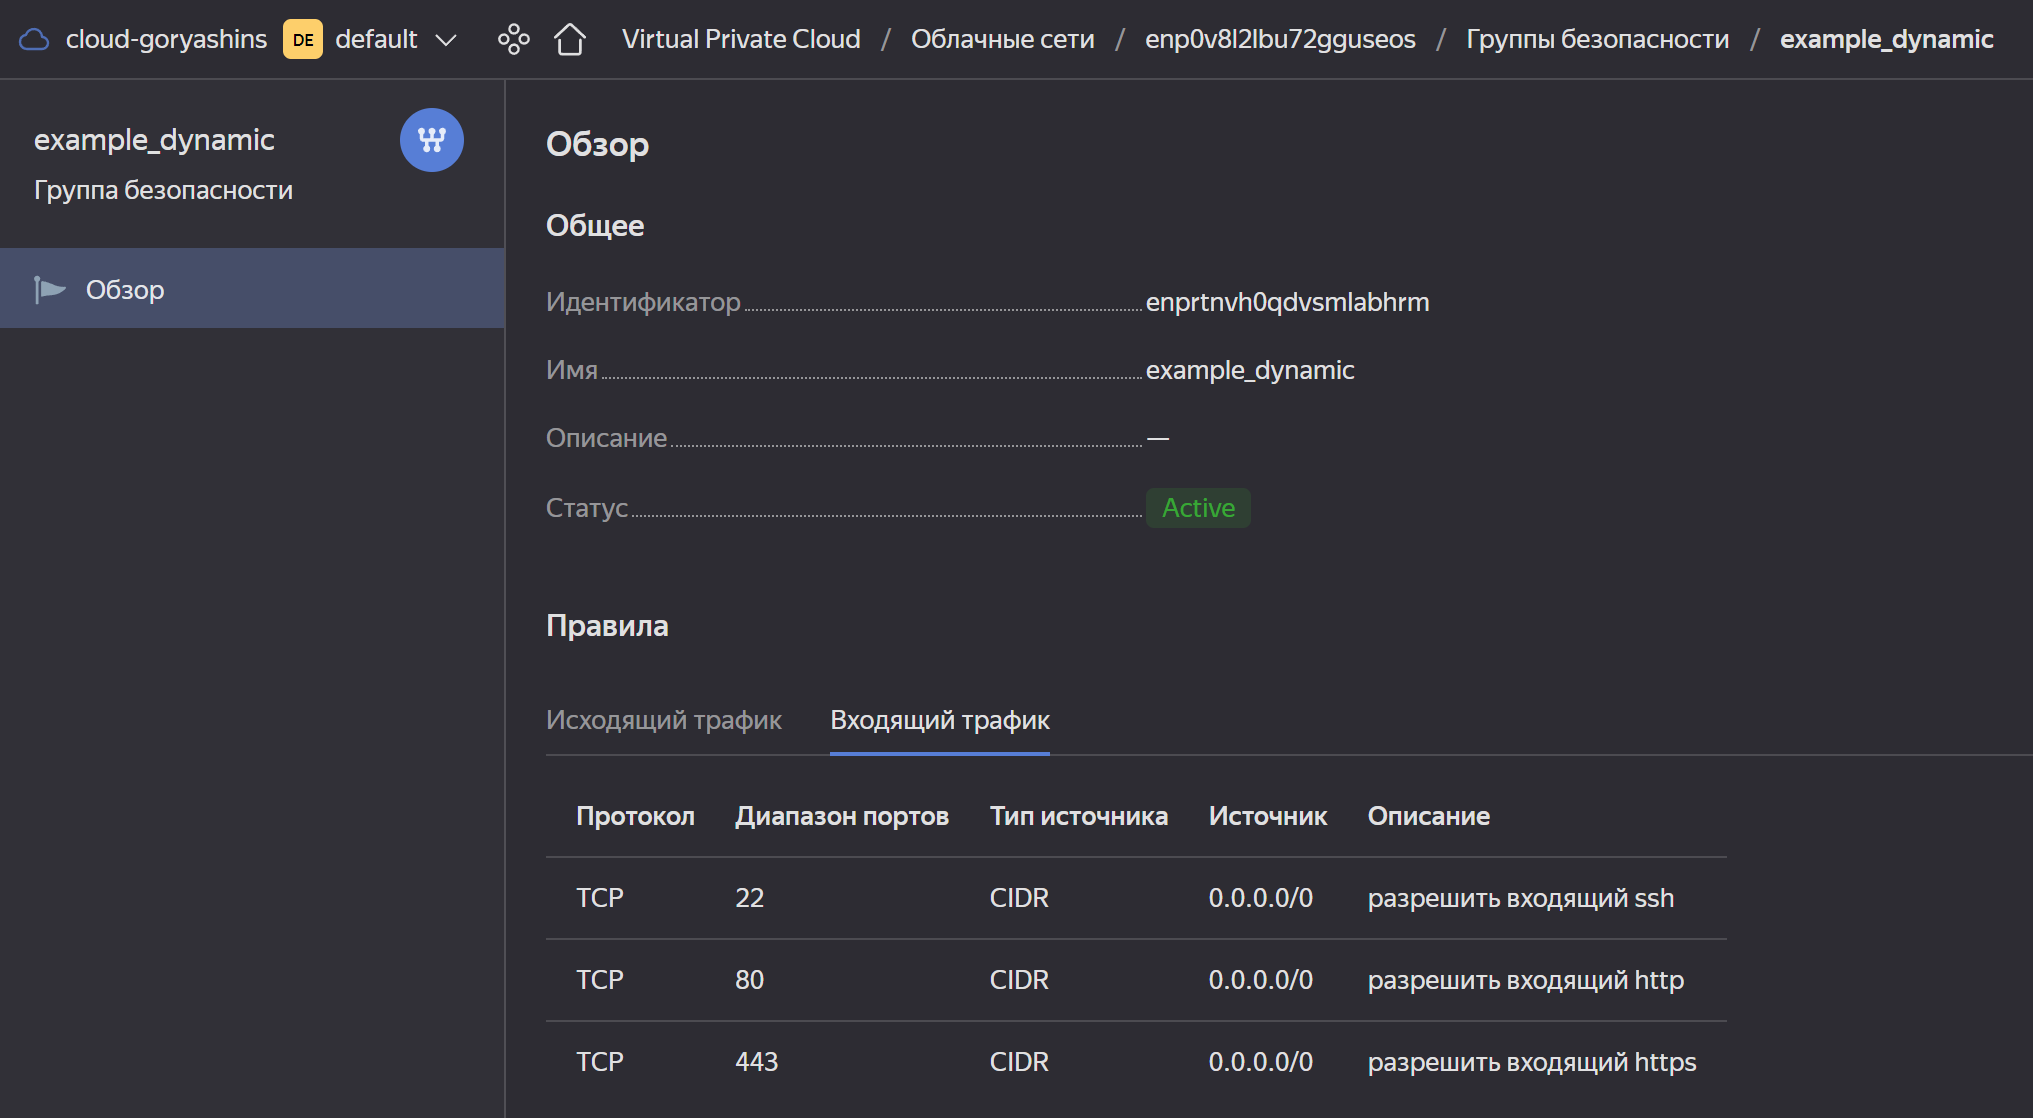 cloud-goryashins DE default Virtual Private Cloud / Облачные сети / enp0v8l2lbu72gguseos / Группы безопасности / example_dynamic
example_dynamic
Группа безопасности
Обзор
Обзор
Общее
Идентификатор enprtnvh0qdvsmlabhrm
Имя example_dynamic
Описание —
Статус Active
Правила
Исходящий трафик Входящий трафик
Протокол Диапазон портов Тип источника Источник Описание
TCP 22 CIDR 0.0.0.0/0 разрешить входящий ssh
TCP 80 CIDR 0.0.0.0/0 разрешить входящий http
TCP 443 CIDR 0.0.0.0/0 разрешить входящий https